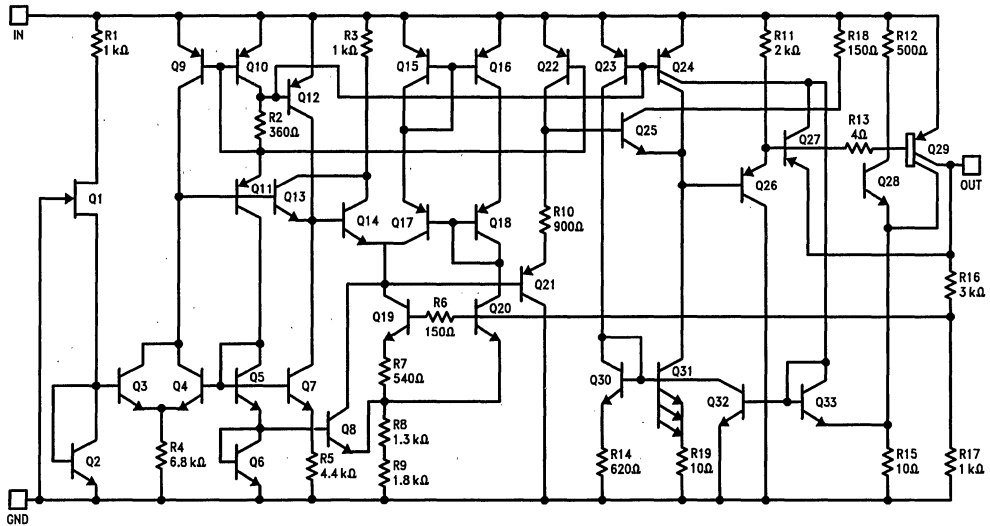 IN
R1
1 kΩ
Q9
Q10
Q12
R2
360Ω
R3
1 kΩ
Q15
Q16
Q22
Q23
Q24
R11
2 kΩ
R18
150Ω
R12
500Ω
Q25
Q27
R13
4Ω
Q29
OUT
Q1
Q11
Q13
Q14
Q17
Q18
R10
900Ω
Q26
Q28
Q21
R16
3 kΩ
Q19
R6
150Ω
Q20
Q3
Q4
Q5
Q7
R7
540Ω
Q30
Q31
Q32
Q33
Q8
Q2
R4
6.8 kΩ
Q6
R5
4.4 kΩ
R8
1.3 kΩ
R9
1.8 kΩ
R14
620Ω
R19
10Ω
R15
10Ω
R17
1 kΩ
GND